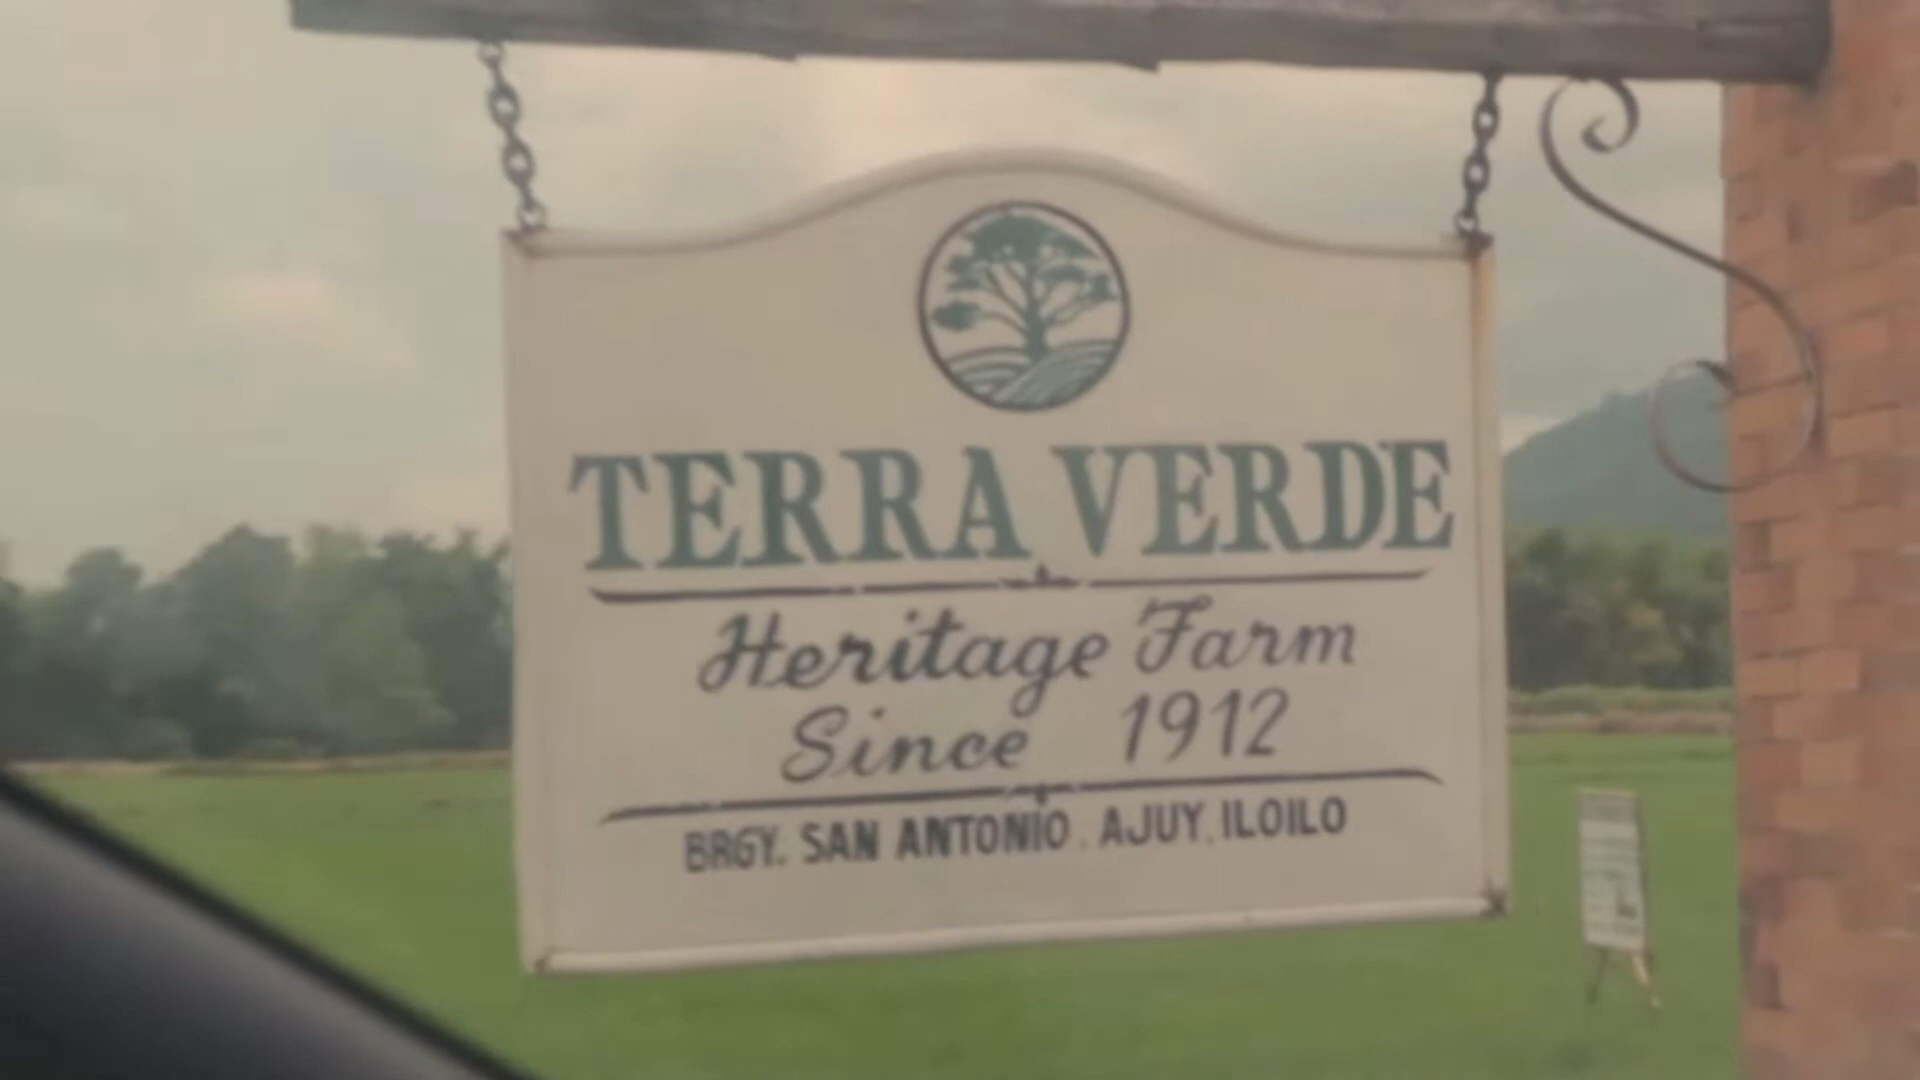 TERRA VERDE
Heritage Farm
Since 1912
BRGY. SAN ANTONIO, AJUY, ILOILO